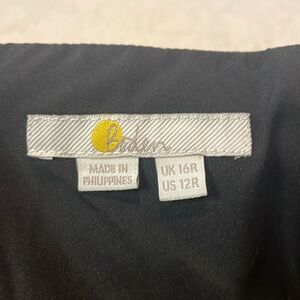 Boden
MADE IN
PHILIPPINES
UK 16R
US 12R